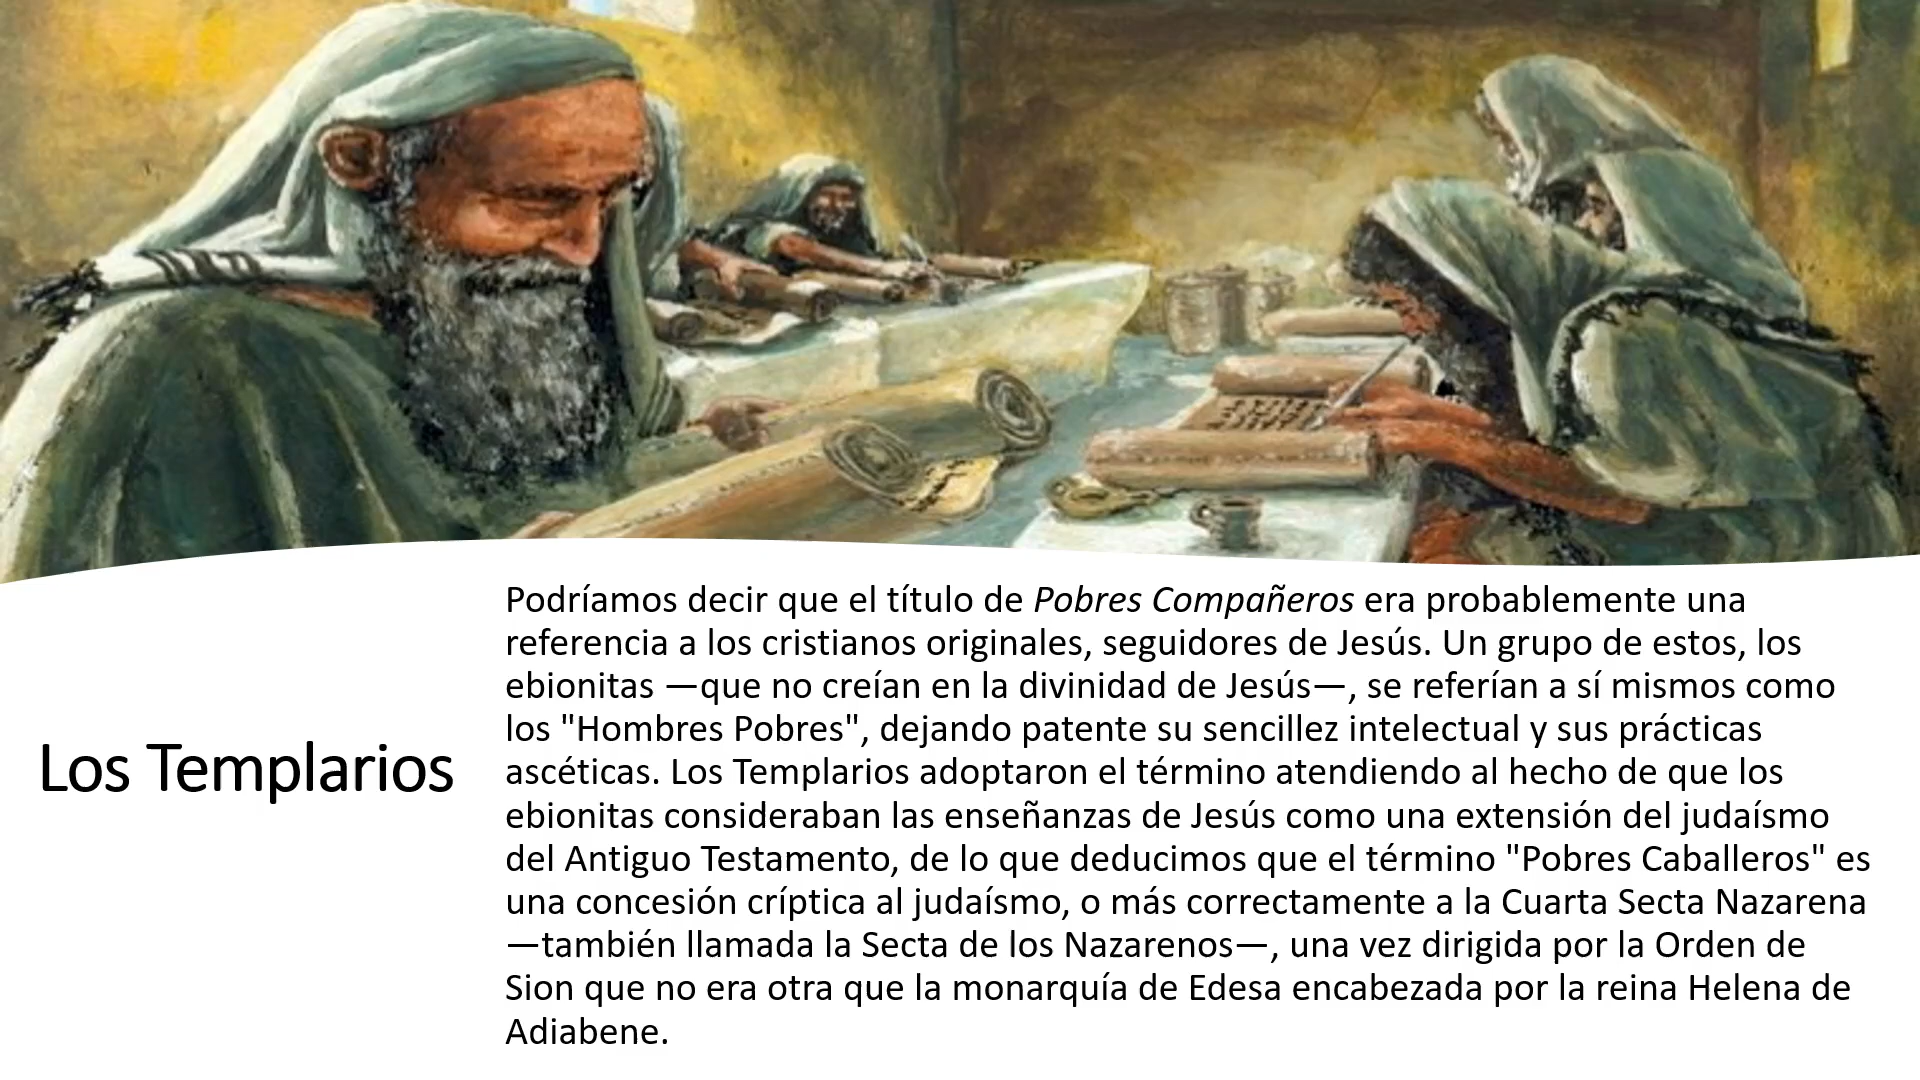 Los Templarios
Podríamos decir que el título de Pobres Compañeros era probablemente una
referencia a los cristianos originales, seguidores de Jesús. Un grupo de estos, los
ebionitas —que no creían en la divinidad de Jesús—, se referían a sí mismos como
los "Hombres Pobres", dejando patente su sencillez intelectual y sus prácticas
ascéticas. Los Templarios adoptaron el término atendiendo al hecho de que los
ebionitas consideraban las enseñanzas de Jesús como una extensión del judaísmo
del Antiguo Testamento, de lo que deducimos que el término "Pobres Caballeros" es
una concesión críptica al judaísmo, o más correctamente a la Cuarta Secta Nazarena
—también llamada la Secta de los Nazarenos—, una vez dirigida por la Orden de
Sion que no era otra que la monarquía de Edesa encabezada por la reina Helena de
Adiabene.